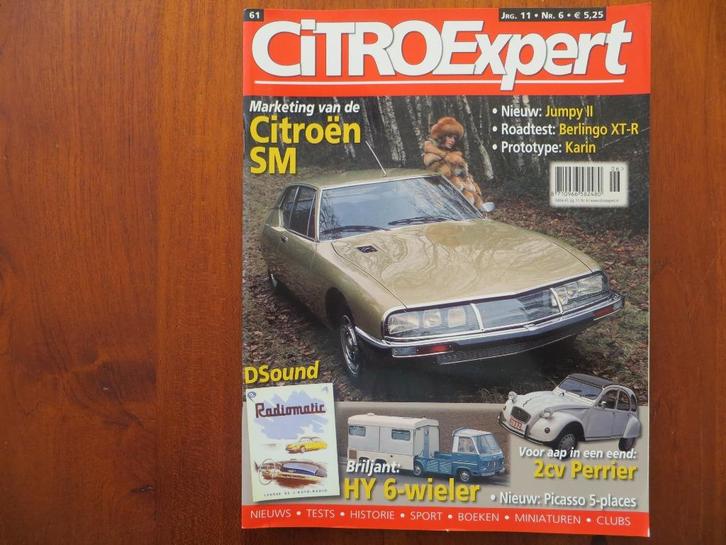 61
JRG. 11 • NR. 6 • € 5,25
CiTROExpert
Marketing van de
Citroën
SM
• Nieuw: Jumpy II
• Roadtest: Berlingo XT-R
• Prototype: Karin
DSound
Radiomatic
Briljant:
HY 6-wieler
Voor aap in een eend:
2cv Perrier
• Nieuw: Picasso 5-places
NIEUWS • TESTS • HISTORIE • SPORT • BOEKEN • MINIATUREN • CLUBS